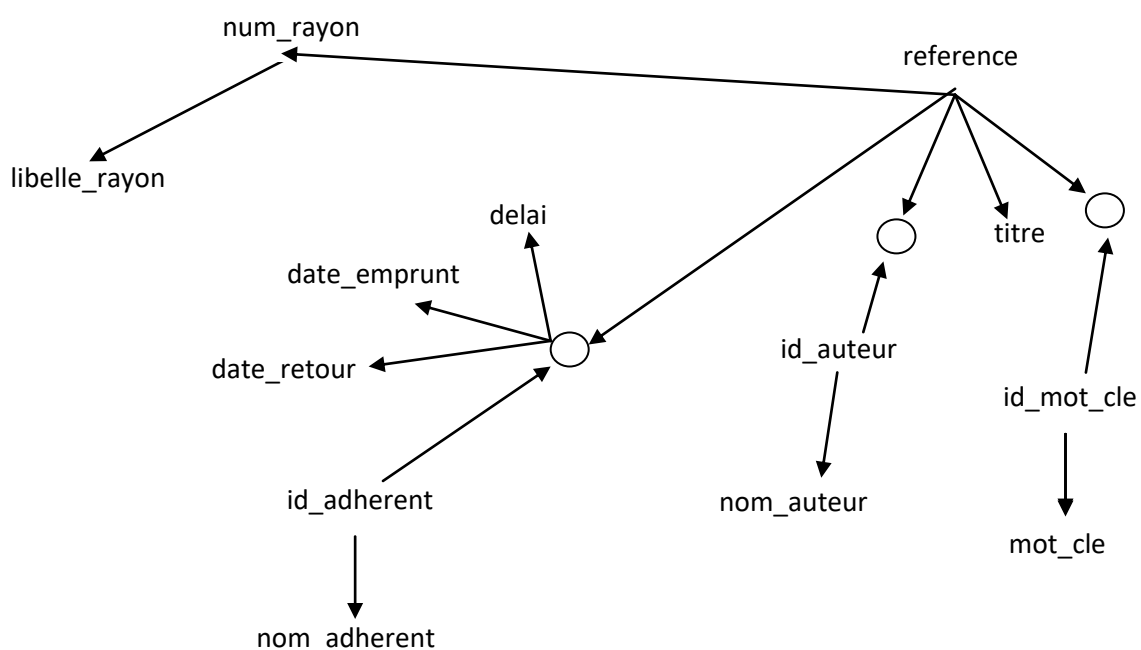 num_rayon
reference
libelle_rayon
delai
titre
date_emprunt
date_retour
id_auteur
id_mot_cle
id_adherent
nom_auteur
mot_cle
nom adherent